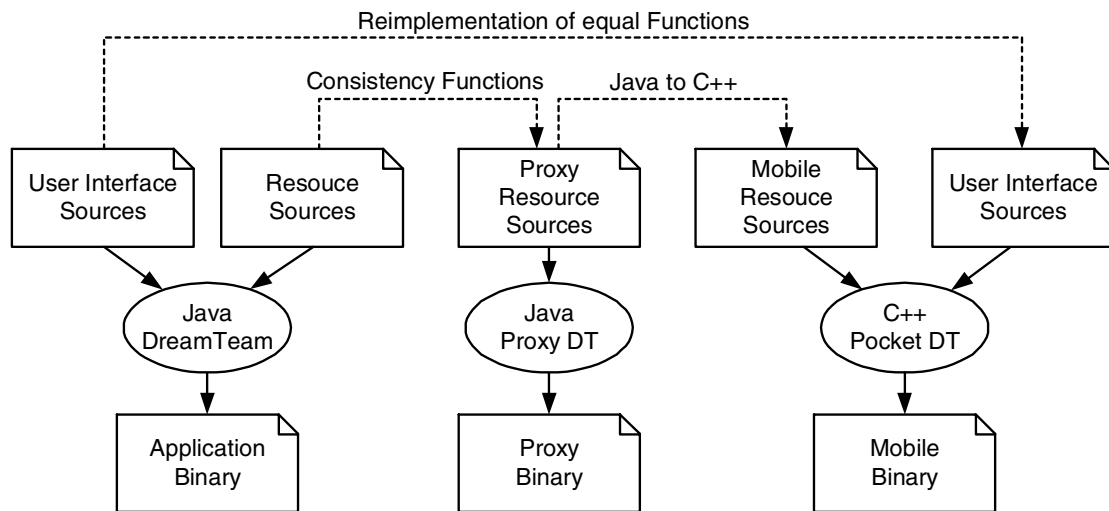 Reimplementation of equal Functions
Consistency Functions
Java to C++
User Interface
Sources
Resouce
Sources
Proxy
Resource
Sources
Mobile
Resouce
Sources
User Interface
Sources
Java
DreamTeam
Java
Proxy DT
C++
Pocket DT
Application
Binary
Proxy
Binary
Mobile
Binary